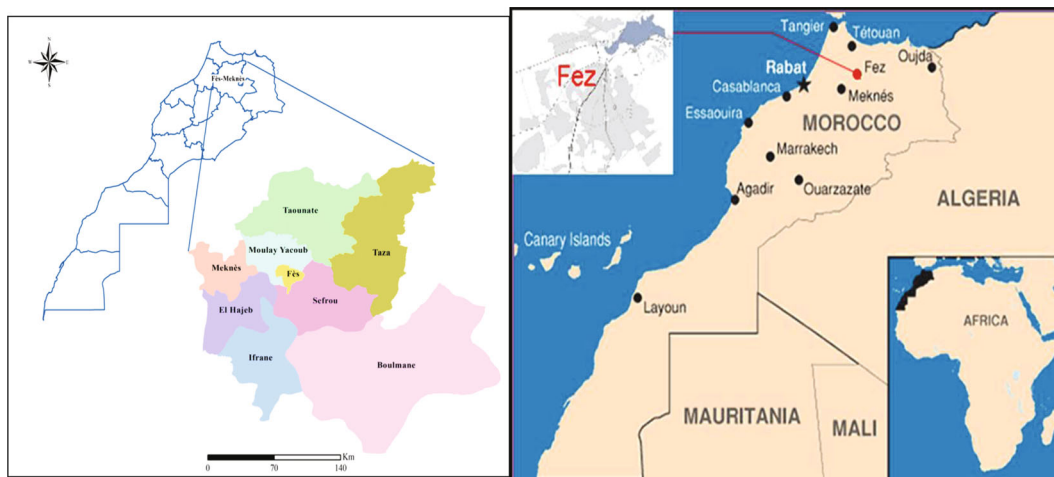 Fès-Meknès
Taounate
Moulay Yacoub
Taza
Meknès
Fès
Sefrou
El Hajeb
Ifrane
Boulmane
Km
0 70 140
Fez
Tangier
Tétouan
Oujda
Fez
Rabat
Casablanca
Meknés
Essaouira
MOROCCO
Marrakech
Agadir
Ouarzazate
ALGERIA
Canary Islands
Layoun
AFRICA
MAURITANIA
MALI